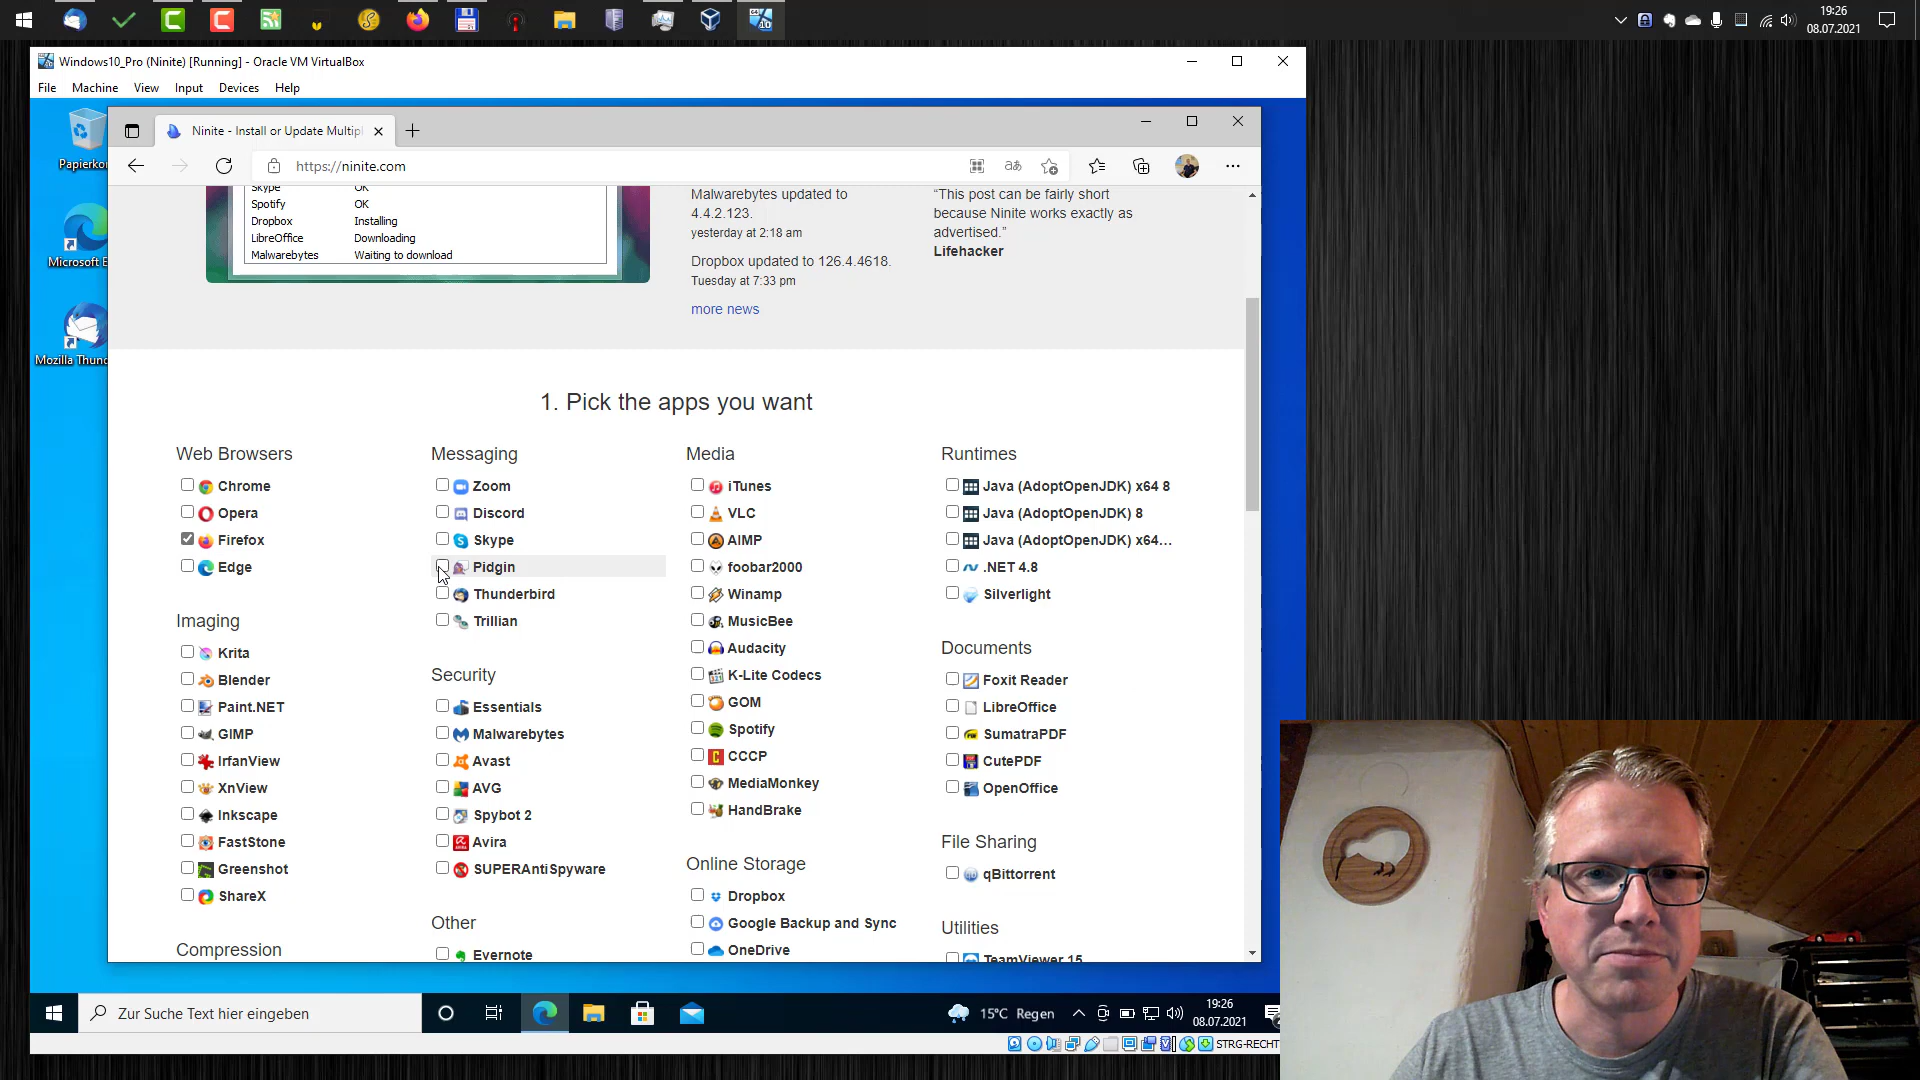 19:26
08.07.2021
Windows10_Pro (Ninite) [Running] - Oracle VM VirtualBox
File Machine View Input Devices Help
Papierkor
Microsoft E
Mozilla Thun
Ninite - Install or Update Multipl
https://ninite.com
Skype OK
Spotify OK
Dropbox Installing
LibreOffice Downloading
Malwarebytes Waiting to download
Malwarebytes updated to
4.4.2.123.
yesterday at 2:18 am
Dropbox updated to 126.4.4618.
Tuesday at 7:33 pm
more news
“This post can be fairly short
because Ninite works exactly as
advertised.”
Lifehacker
1. Pick the apps you want
Web Browsers
Chrome
Opera
Firefox
Edge
Imaging
Krita
Blender
Paint.NET
GIMP
IrfanView
XnView
Inkscape
FastStone
Greenshot
ShareX
Compression
Messaging
Zoom
Discord
Skype
Pidgin
Thunderbird
Trillian
Security
Essentials
Malwarebytes
Avast
AVG
Spybot 2
Avira
SUPERAntiSpyware
Other
Evernote
Media
iTunes
VLC
AIMP
foobar2000
Winamp
MusicBee
Audacity
K-Lite Codecs
GOM
Spotify
CCCP
MediaMonkey
HandBrake
Online Storage
Dropbox
Google Backup and Sync
OneDrive
Runtimes
Java (AdoptOpenJDK) x64 8
Java (AdoptOpenJDK) 8
Java (AdoptOpenJDK) x64...
.NET 4.8
Silverlight
Documents
Foxit Reader
LibreOffice
SumatraPDF
CutePDF
OpenOffice
File Sharing
qBittorrent
Utilities
TeamViewer 15
Zur Suche Text hier eingeben
15°C Regen
19:26
08.07.2021
STRG-RECHT